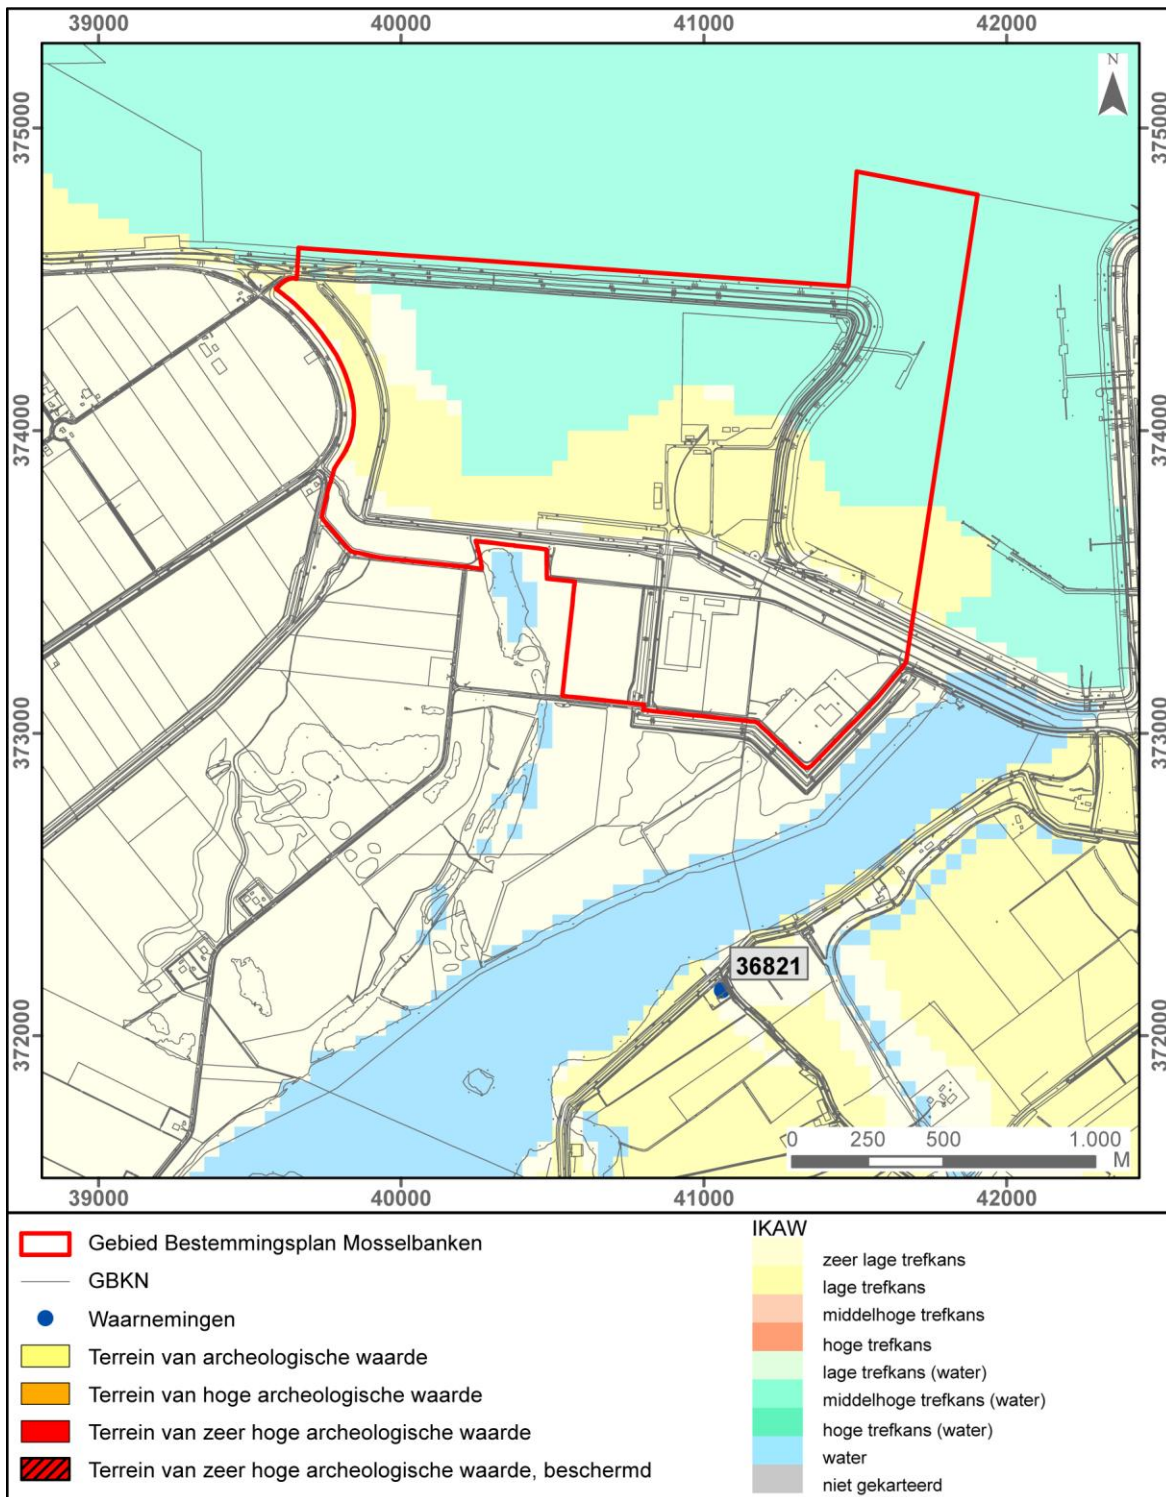 39000 40000 41000 42000
N
375000 375000
374000 374000
373000 373000
36821
372000 372000
0 250 500 1.000
M
39000 40000 41000 42000
Gebied Bestemmingsplan Mosselbanken
GBKN
Waarnemingen
Terrein van archeologische waarde
Terrein van hoge archeologische waarde
Terrein van zeer hoge archeologische waarde
Terrein van zeer hoge archeologische waarde, beschermd
IKAW
zeer lage trefkans
lage trefkans
middelhoge trefkans
hoge trefkans
lage trefkans (water)
middelhoge trefkans (water)
hoge trefkans (water)
water
niet gekarteerd